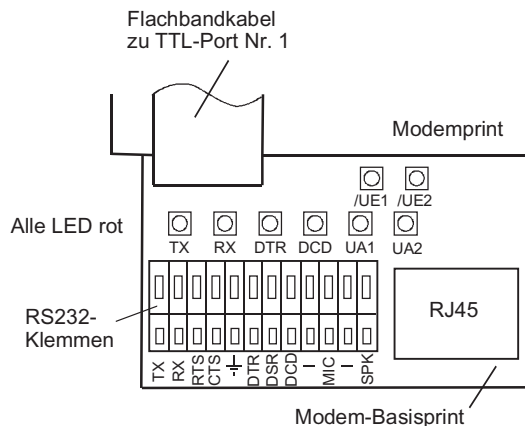 Flachbandkabel
zu TTL-Port Nr. 1
Modemprint
/UE1 /UE2
Alle LED rot
TX RX DTR DCD UA1 UA2
RS232-
Klemmen
RJ45
TX RX RTS CTS DTR DSR DCD – MIC – SPK
Modem-Basisprint